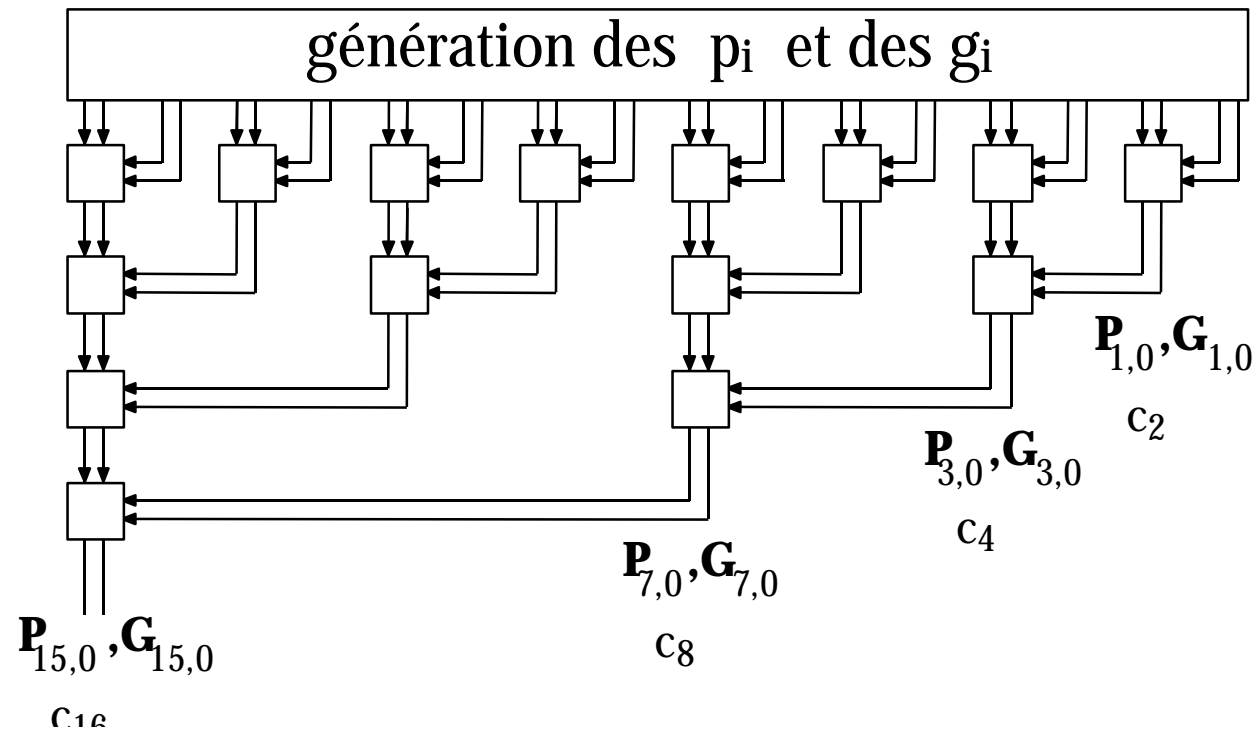 génération des pi et des gi
P1,0,G1,0
c2
P3,0,G3,0
c4
P7,0,G7,0
c8
P15,0,G15,0
c16